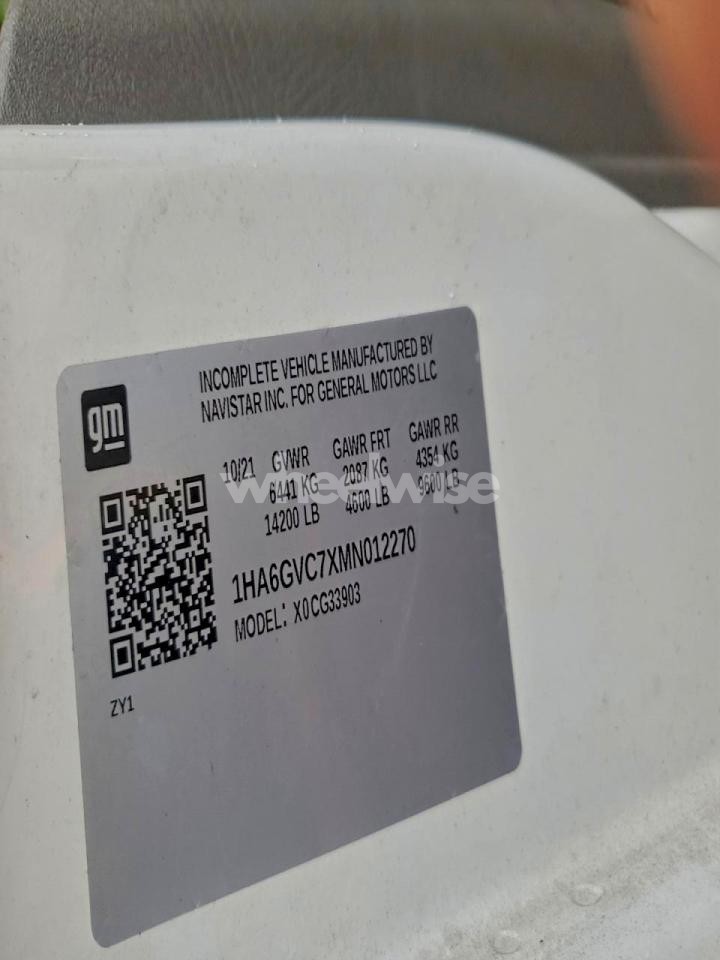 gm
INCOMPLETE VEHICLE MANUFACTURED BY
NAVISTAR INC. FOR GENERAL MOTORS LLC
10/21 GVWR GAWR FRT GAWR RR
6441 KG 2087 KG 4354 KG
14200 LB 4600 LB 9600 LB
wheelwise
1HA6GVC7XMN012270
MODEL: X0CG33903
ZY1